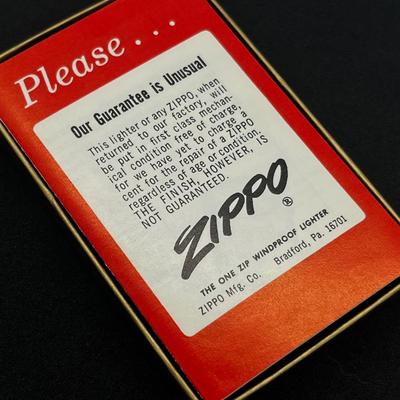 Please...
Our Guarantee is Unusual
This lighter or any ZIPPO, when
returned to our factory, will
be put in first class mechan-
ical condition free of charge,
for we have yet to charge a
cent for the repair of a ZIPPO
regardless of age or condition.
THE FINISH, HOWEVER, IS
NOT GUARANTEED.
ZIPPO®
THE ONE ZIP WINDPROOF LIGHTER
ZIPPO Mfg. Co. Bradford, Pa. 16701